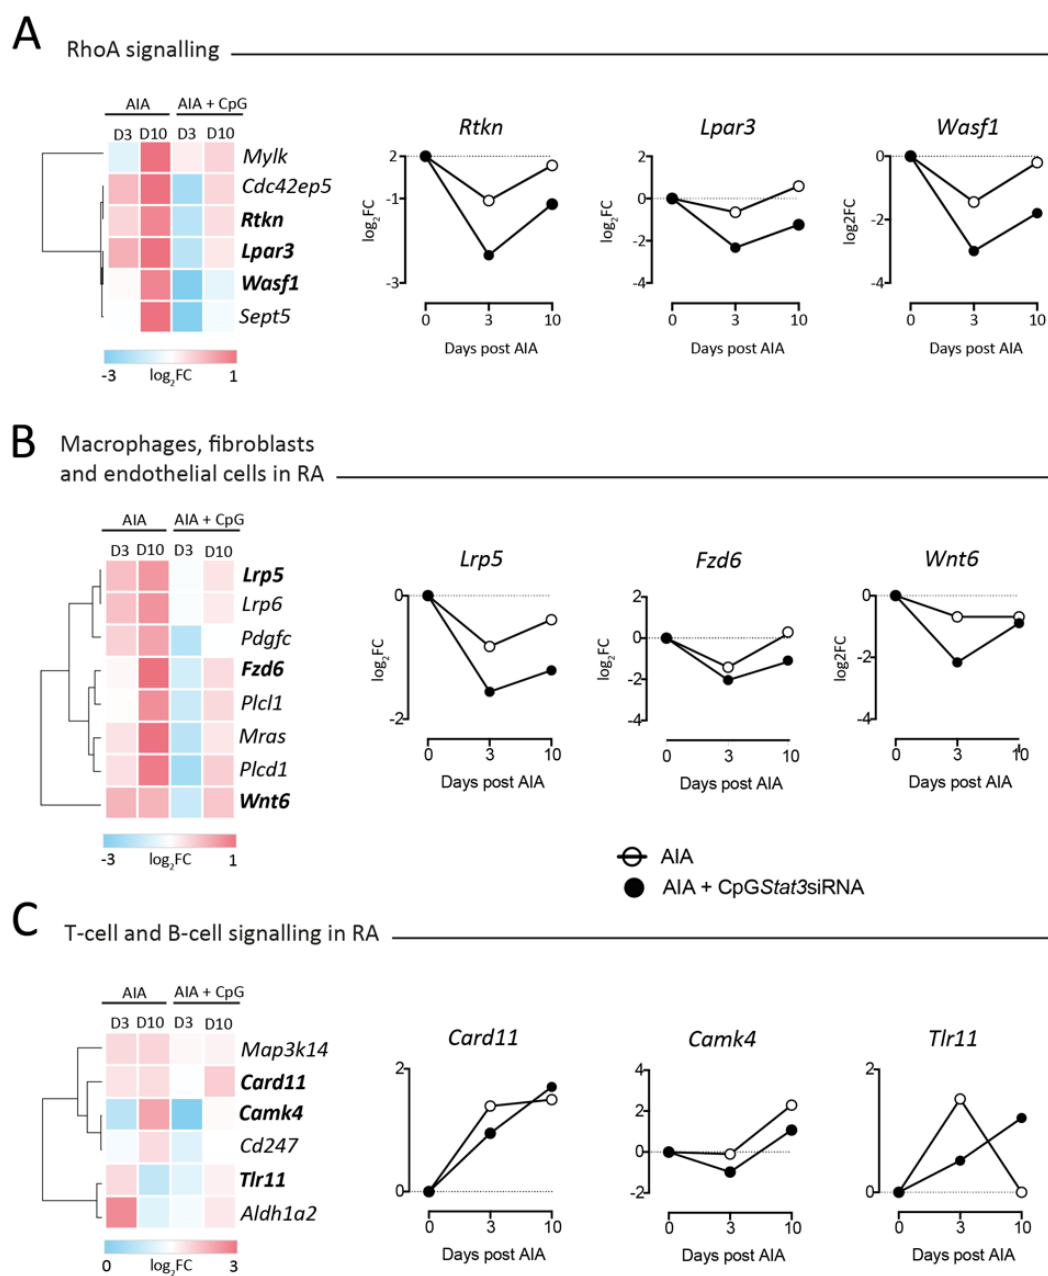 A
RhoA signalling
AIA AIA + CpG
D3 D10 D3 D10
Mylk
Cdc42ep5
Rtkn
Lpar3
Wasf1
Sept5
-3 log2FC 1
Rtkn
2
-1
-3
log2FC
0 3 10
Days post AIA
Lpar3
2
0
-2
-4
log2FC
0 3 10
Days post AIA
Wasf1
0
-2
-4
log2FC
0 3 10
Days post AIA
B
Macrophages, fibroblasts
and endothelial cells in RA
AIA AIA + CpG
D3 D10 D3 D10
Lrp5
Lrp6
Pdgfc
Fzd6
Plcl1
Mras
Plcd1
Wnt6
-3 log2FC 1
Lrp5
0
-2
log2FC
0 3 10
Days post AIA
Fzd6
2
0
-2
-4
log2FC
0 3 10
Days post AIA
Wnt6
0
-2
-4
log2FC
0 3 10
Days post AIA
AIA
AIA + CpGStat3siRNA
C
T-cell and B-cell signalling in RA
AIA AIA + CpG
D3 D10 D3 D10
Map3k14
Card11
Camk4
Cd247
Tlr11
Aldh1a2
0 log2FC 3
Card11
2
0
0 3 10
Days post AIA
Camk4
4
2
0
-2
0 3 10
Days post AIA
Tlr11
2
0
0 3 10
Days post AIA